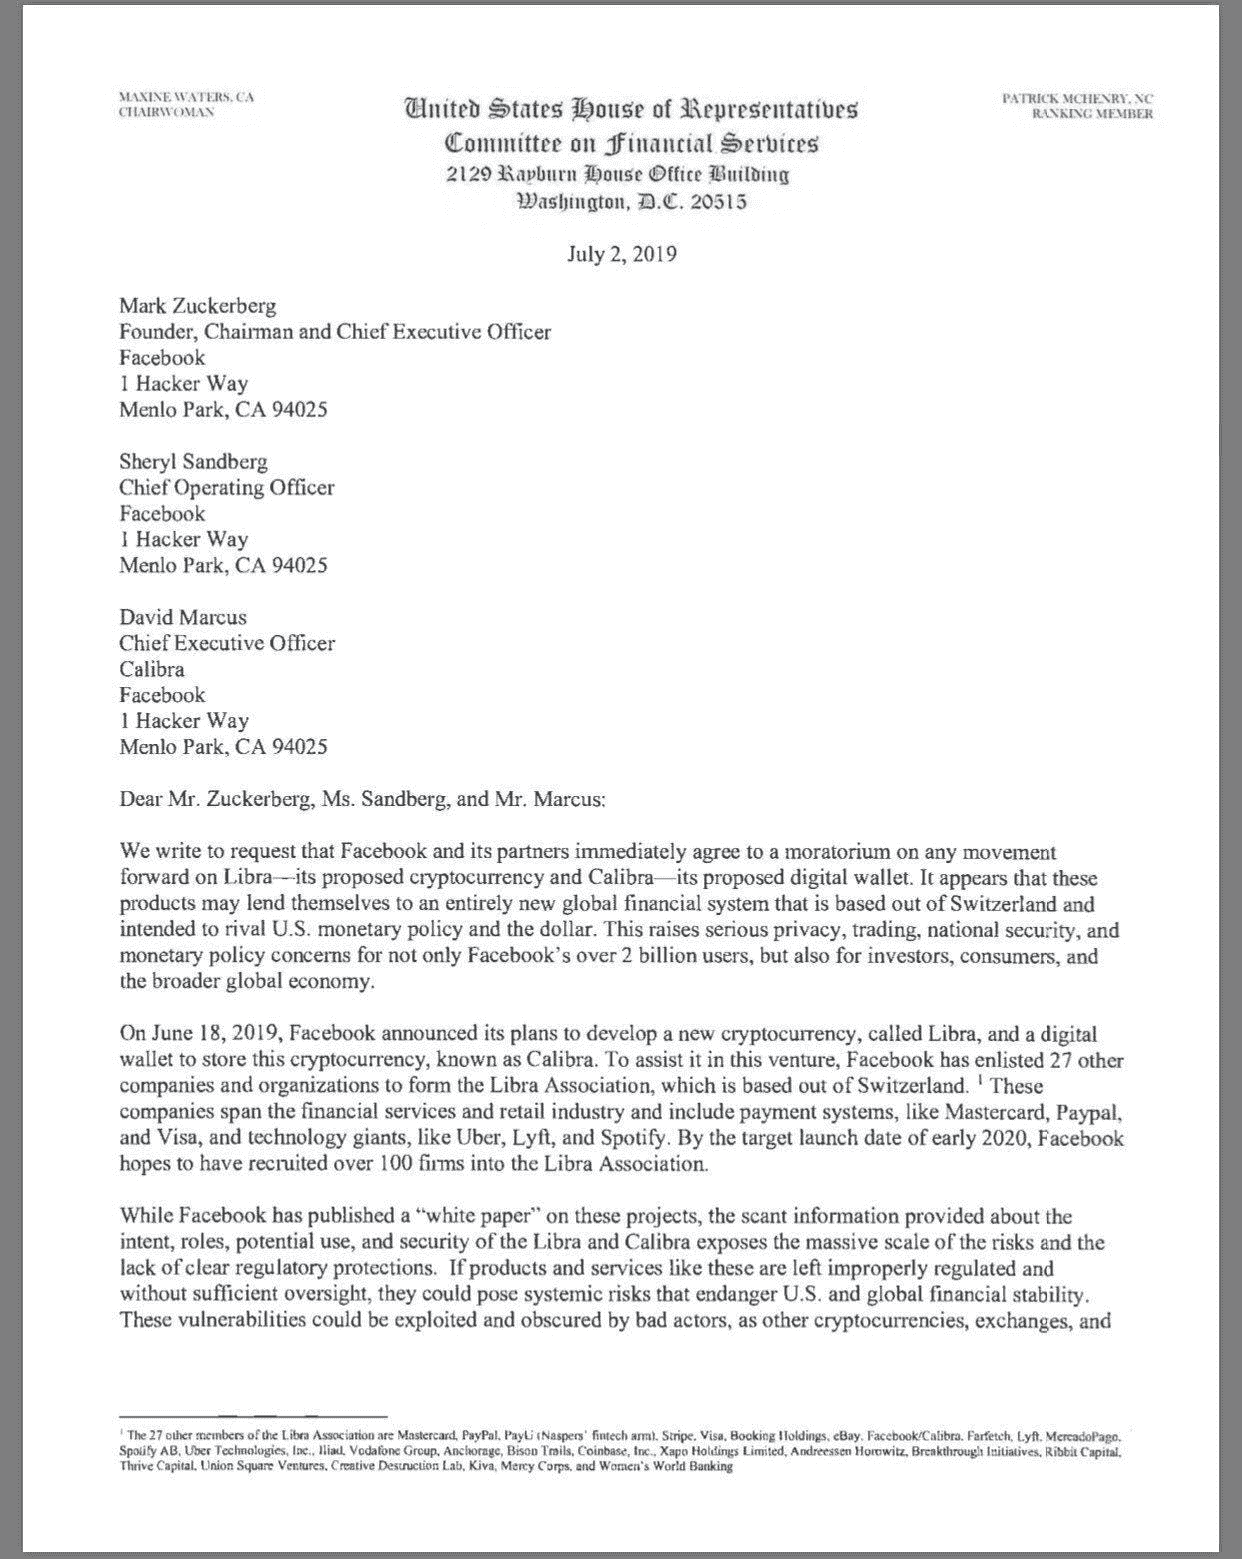 MAXINE WATERS, CA
CHAIRWOMAN
United States House of Representatives
Committee on Financial Services
2129 Rayburn House Office Building
Washington, D.C. 20515
PATRICK MCHENRY, NC
RANKING MEMBER
July 2, 2019
Mark Zuckerberg
Founder, Chairman and Chief Executive Officer
Facebook
1 Hacker Way
Menlo Park, CA 94025
Sheryl Sandberg
Chief Operating Officer
Facebook
1 Hacker Way
Menlo Park, CA 94025
David Marcus
Chief Executive Officer
Calibra
Facebook
1 Hacker Way
Menlo Park, CA 94025
Dear Mr. Zuckerberg, Ms. Sandberg, and Mr. Marcus:
We write to request that Facebook and its partners immediately agree to a moratorium on any movement
forward on Libra—its proposed cryptocurrency and Calibra—its proposed digital wallet. It appears that these
products may lend themselves to an entirely new global financial system that is based out of Switzerland and
intended to rival U.S. monetary policy and the dollar. This raises serious privacy, trading, national security, and
monetary policy concerns for not only Facebook's over 2 billion users, but also for investors, consumers, and
the broader global economy.
On June 18, 2019, Facebook announced its plans to develop a new cryptocurrency, called Libra, and a digital
wallet to store this cryptocurrency, known as Calibra. To assist it in this venture, Facebook has enlisted 27 other
companies and organizations to form the Libra Association, which is based out of Switzerland. 1 These
companies span the financial services and retail industry and include payment systems, like Mastercard, Paypal,
and Visa, and technology giants, like Uber, Lyft, and Spotify. By the target launch date of early 2020, Facebook
hopes to have recruited over 100 firms into the Libra Association.
While Facebook has published a "white paper" on these projects, the scant information provided about the
intent, roles, potential use, and security of the Libra and Calibra exposes the massive scale of the risks and the
lack of clear regulatory protections. If products and services like these are left improperly regulated and
without sufficient oversight, they could pose systemic risks that endanger U.S. and global financial stability.
These vulnerabilities could be exploited and obscured by bad actors, as other cryptocurrencies, exchanges, and
1 The 27 other members of the Libra Association are Mastercard, PayPal, PayU (Naspers' fintech arm), Stripe, Visa, Booking Holdings, eBay, Facebook/Calibra, Farfetch, Lyft, MercadoPago,
Spotify AB, Uber Technologies, Inc., Iliad, Vodafone Group, Anchorage, Bison Trails, Coinbase, Inc., Xapo Holdings Limited, Andreessen Horowitz, Breakthrough Initiatives, Ribbit Capital,
Thrive Capital, Union Square Ventures, Creative Destruction Lab, Kiva, Mercy Corps, and Women's World Banking